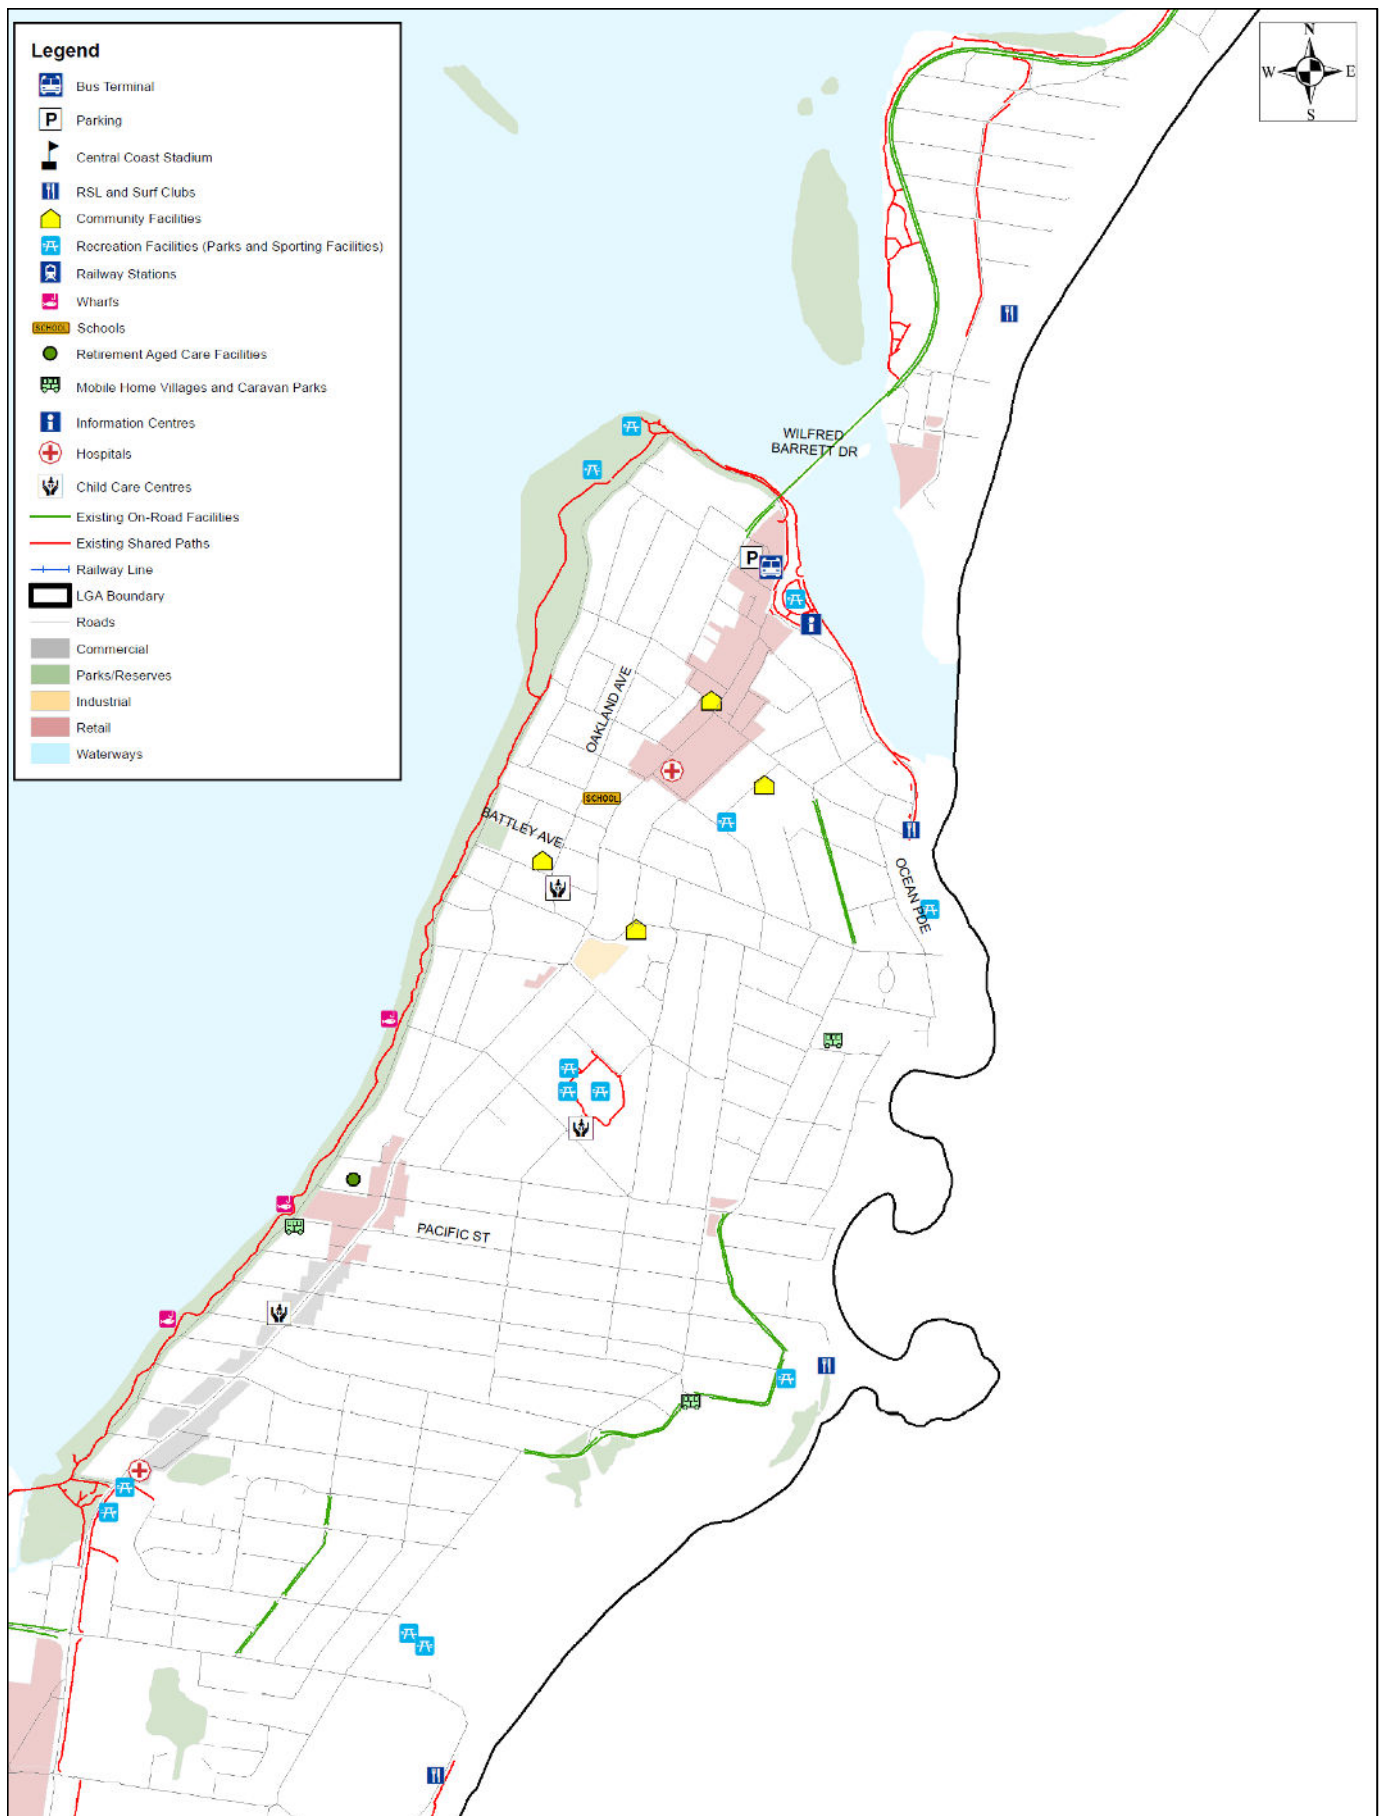 Legend
Bus Terminal
P Parking
Central Coast Stadium
RSL and Surf Clubs
Community Facilities
Recreation Facilities (Parks and Sporting Facilities)
Railway Stations
Wharfs
SCHOOL Schools
Retirement Aged Care Facilities
Mobile Home Villages and Caravan Parks
i Information Centres
Hospitals
Child Care Centres
Existing On-Road Facilities
Existing Shared Paths
Railway Line
LGA Boundary
Roads
Commercial
Parks/Reserves
Industrial
Retail
Waterways
N
W E
S
WILFRED
BARRETT DR
P
i
OAKLAND AVE
SCHOOL
BATTLEY AVE
OCEAN PDE
PACIFIC ST